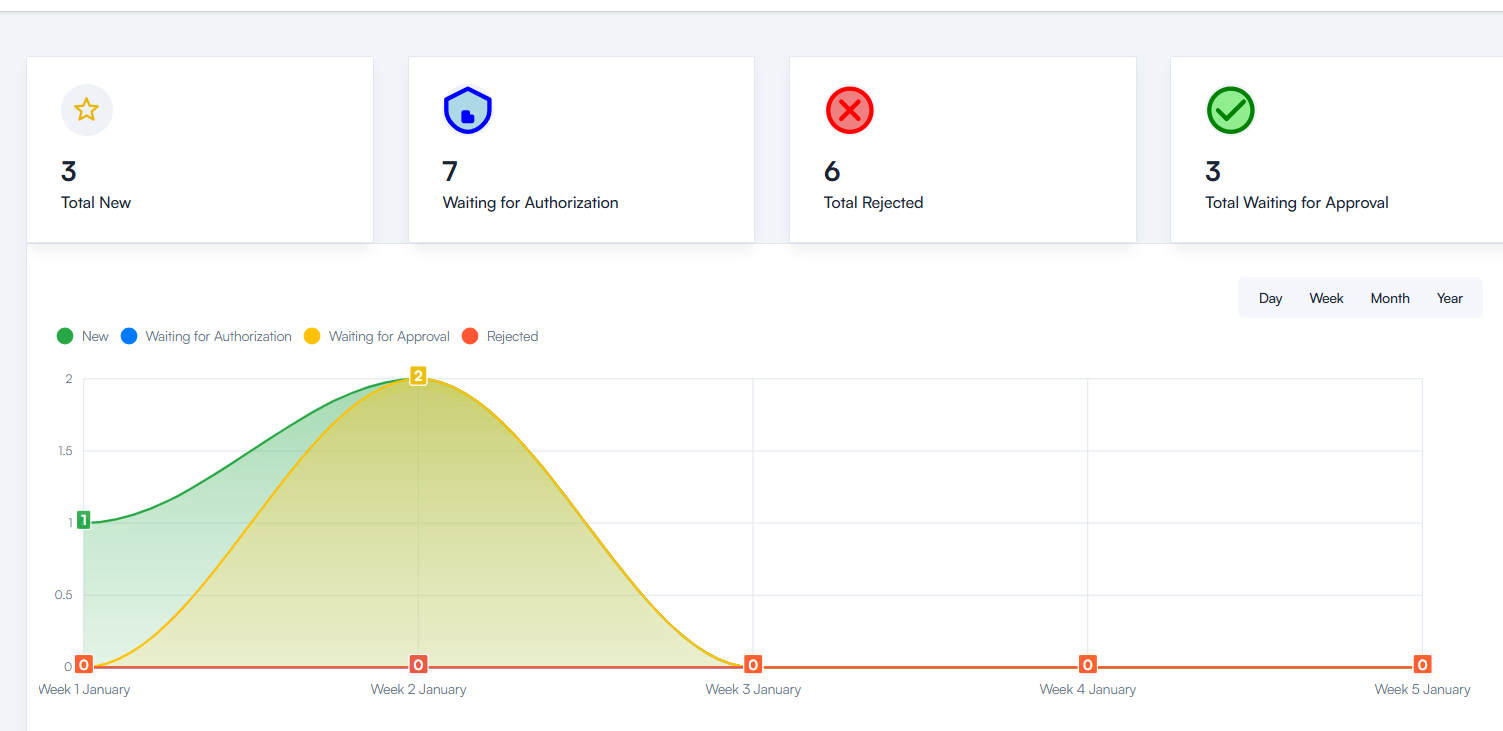 3
Total New
7
Waiting for Authorization
6
Total Rejected
3
Total Waiting for Approval
Day Week Month Year
New Waiting for Authorization Waiting for Approval Rejected
2
2
1.5
1
1
0.5
0
0 0 0 0 0
Week 1 January Week 2 January Week 3 January Week 4 January Week 5 January